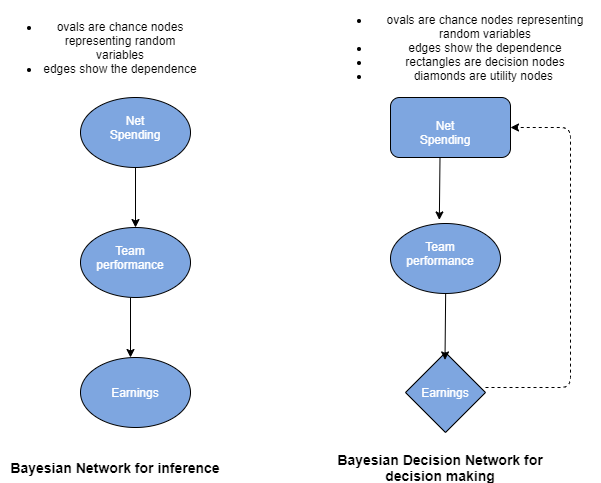 ovals are chance nodes
representing random
variables
edges show the dependence
Net
Spending
Team
performance
Earnings
Bayesian Network for inference
ovals are chance nodes representing
random variables
edges show the dependence
rectangles are decision nodes
diamonds are utility nodes
Net
Spending
Team
performance
Earnings
Bayesian Decision Network for
decision making